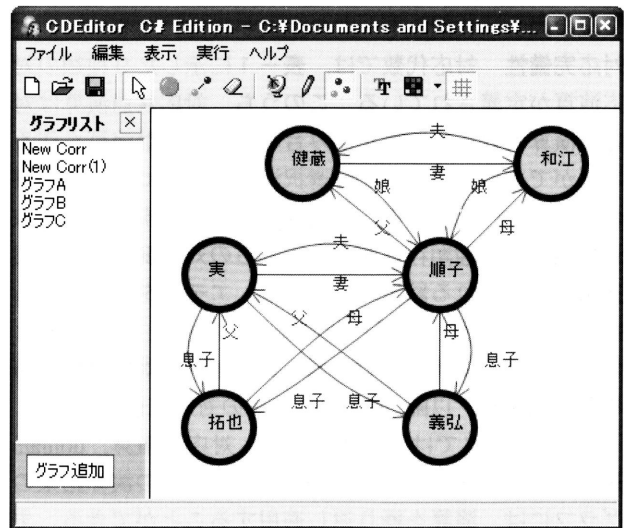 CDEditor C# Edition - C:¥Documents and Settings¥...
ファイル 編集 表示 実行 ヘルプ
グラフリスト
New Corr
New Corr(1)
グラフA
グラフB
グラフC
グラフ追加
夫
健蔵
和江
妻
娘
娘
父
母
夫
実
順子
妻
父
父
母
母
息子
息子
息子
息子
拓也
義弘